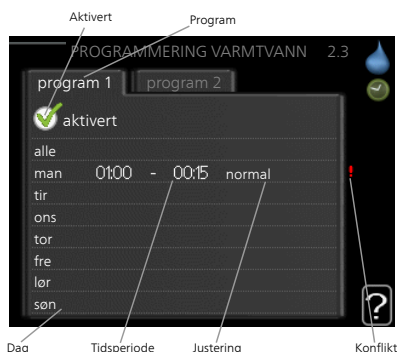 Aktivert
Program
PROGRAMMERING VARMTVANN 2.3
program 1 program 2
aktivert
alle
man 01:00 - 00:15 normal
tir
ons
tor
fre
lør
søn
!
?
Dag Tidsperiode Justering Konflikt